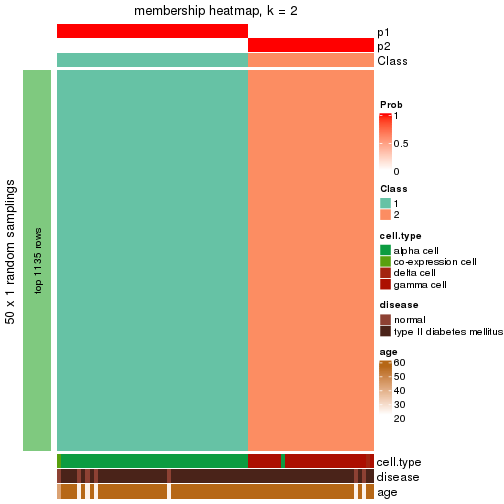 membership heatmap, k = 2
p1
p2
Class
50 x 1 random samplings
top 1135 rows
Prob
1
0.5
0
Class
1
2
cell.type
alpha cell
co-expression cell
delta cell
gamma cell
disease
normal
type II diabetes mellitus
age
60
50
40
30
20
cell.type
disease
age